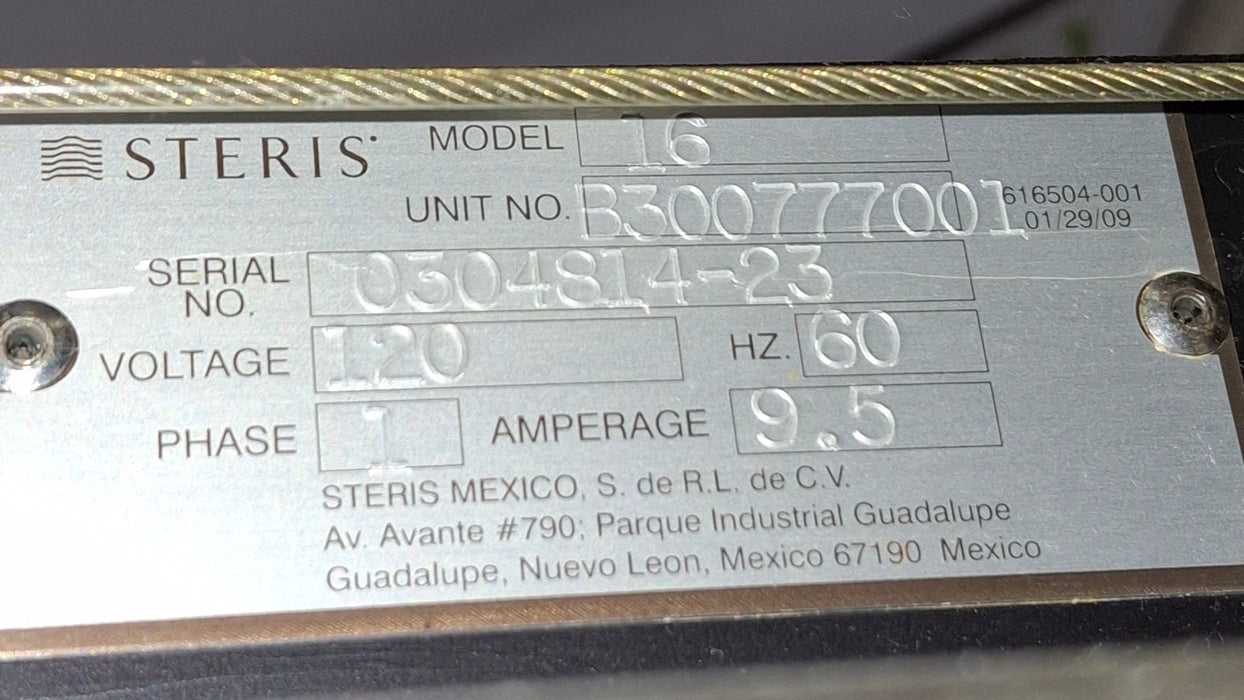 STERIS
MODEL 16
UNIT NO. B300777001
616504-001
01/29/09
SERIAL NO. 0304814-23
VOLTAGE 120 HZ. 60
PHASE 1 AMPERAGE 9.5
STERIS MEXICO, S. de R.L. de C.V.
Av. Avante #790; Parque Industrial Guadalupe
Guadalupe, Nuevo Leon, Mexico 67190 Mexico